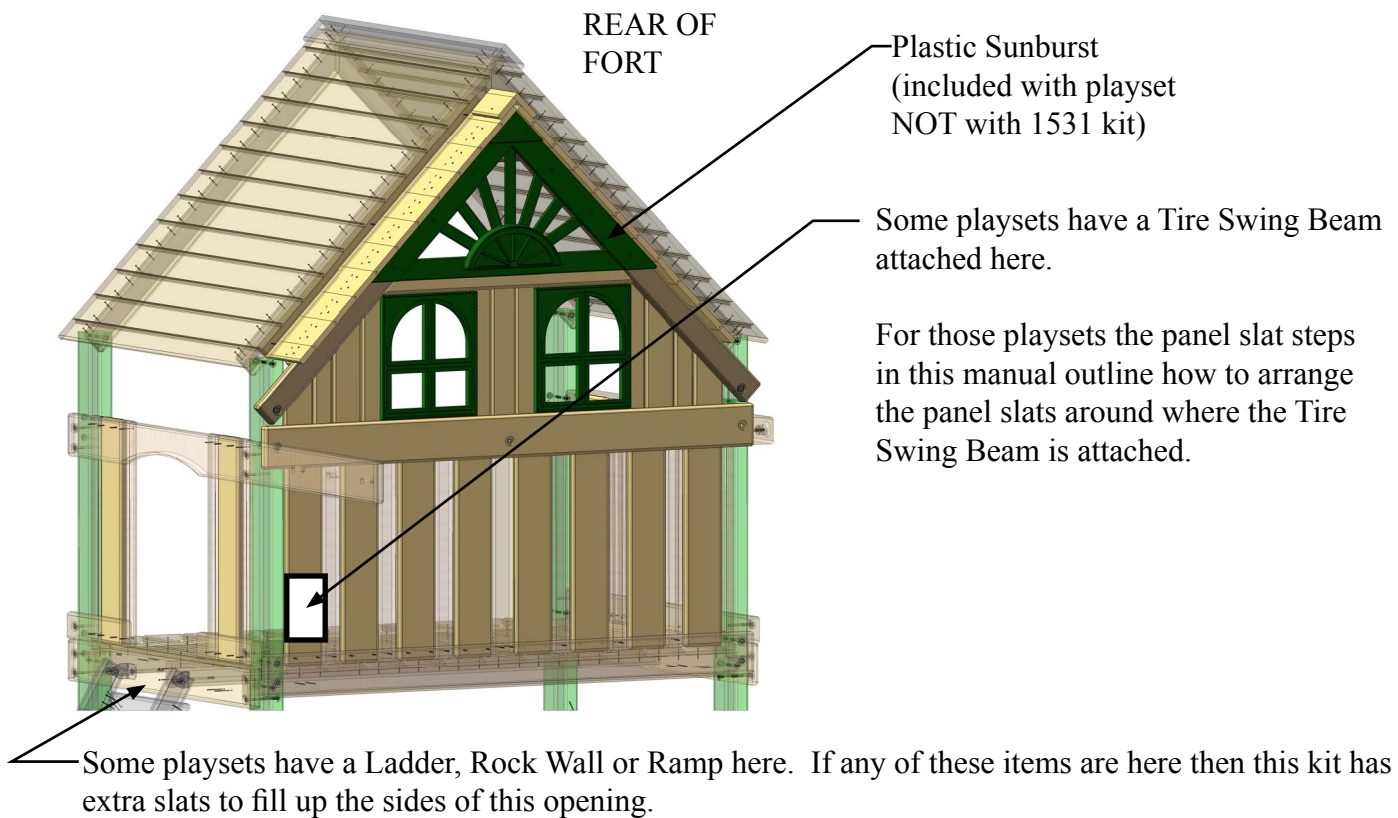 REAR OF
FORT
Plastic Sunburst
(included with playset
NOT with 1531 kit)
Some playsets have a Tire Swing Beam
attached here.
For those playsets the panel slat steps
in this manual outline how to arrange
the panel slats around where the Tire
Swing Beam is attached.
Some playsets have a Ladder, Rock Wall or Ramp here.  If any of these items are here then this kit has
extra slats to fill up the sides of this opening.